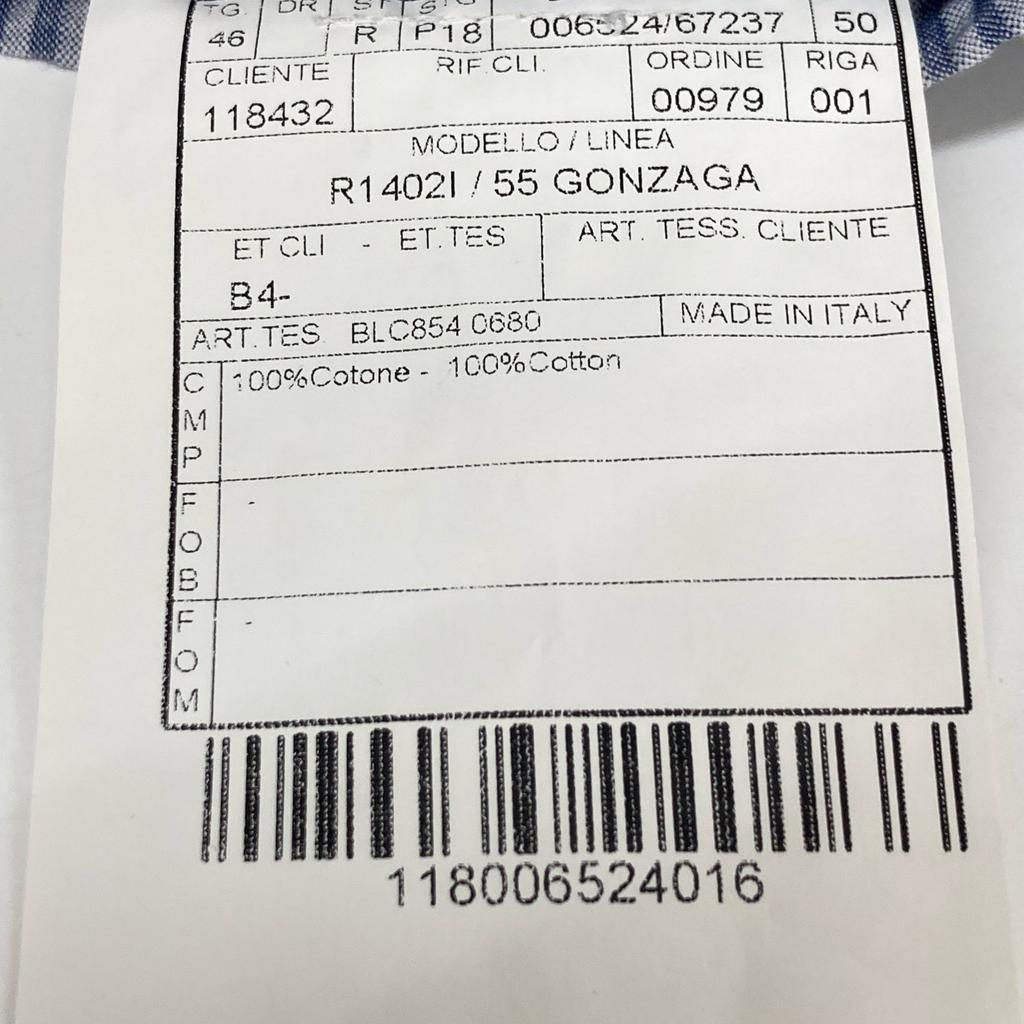 TG. DR
46 R P18 006524/67237 50
CLIENTE RIF.CLI. ORDINE RIGA
118432 00979 001
MODELLO / LINEA
R1402I / 55 GONZAGA
ET CLI - ET.TES ART. TESS. CLIENTE
B4-
ART.TES BLC854 0680 MADE IN ITALY
CMP 100%Cotone - 100%Cotton
FOB -
FOM -
118006524016